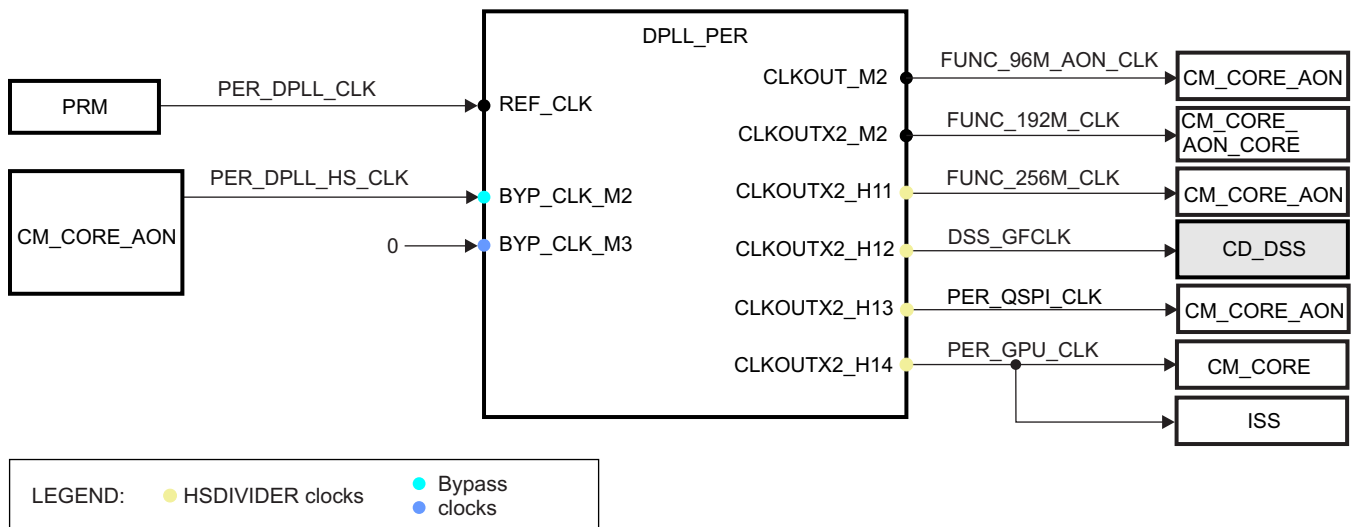 DPLL_PER
PRM
PER_DPLL_CLK
REF_CLK
CM_CORE_AON
PER_DPLL_HS_CLK
BYP_CLK_M2
0
BYP_CLK_M3
CLKOUT_M2
FUNC_96M_AON_CLK
CM_CORE_AON
CLKOUTX2_M2
FUNC_192M_CLK
CM_CORE_
AON_CORE
CLKOUTX2_H11
FUNC_256M_CLK
CM_CORE_AON
CLKOUTX2_H12
DSS_GFCLK
CD_DSS
CLKOUTX2_H13
PER_QSPI_CLK
CM_CORE_AON
CLKOUTX2_H14
PER_GPU_CLK
CM_CORE
ISS
LEGEND:
HSDIVIDER clocks
Bypass
clocks